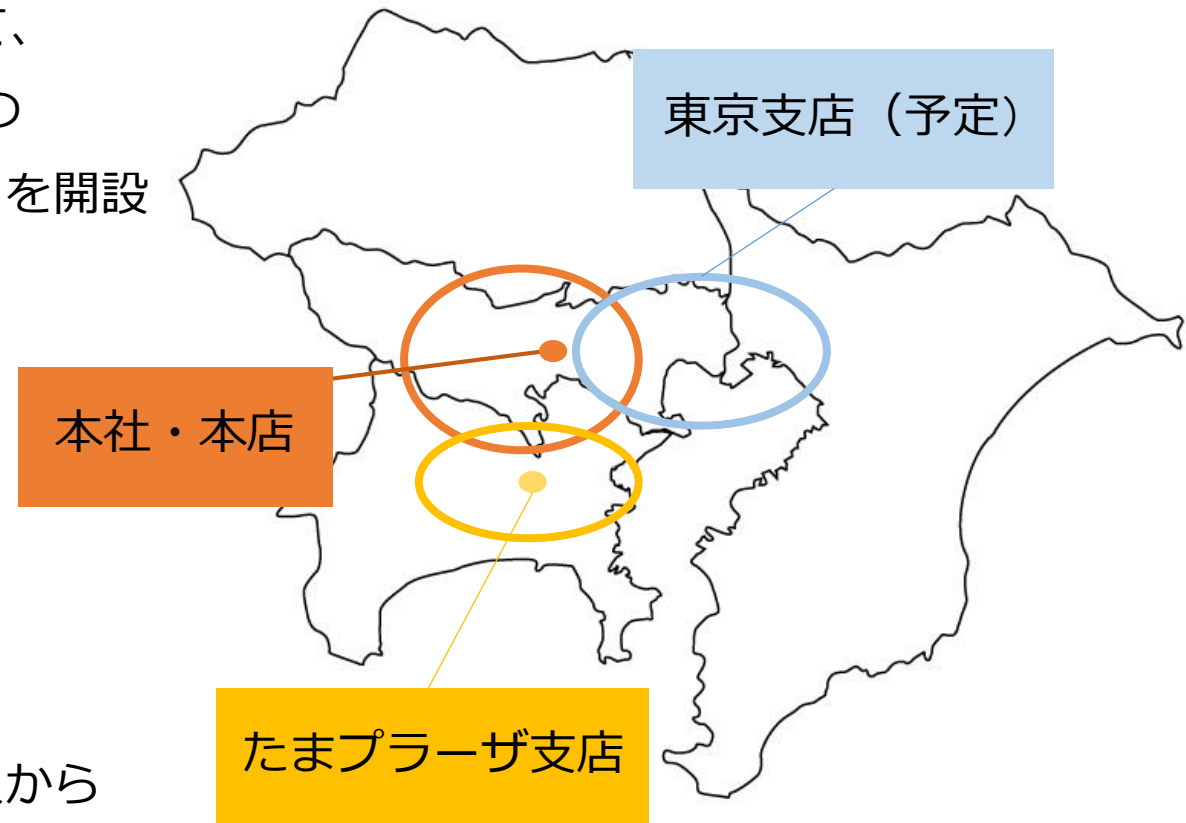 、
を開設
東京支店（予定）
本社・本店
たまプラーザ支店
から